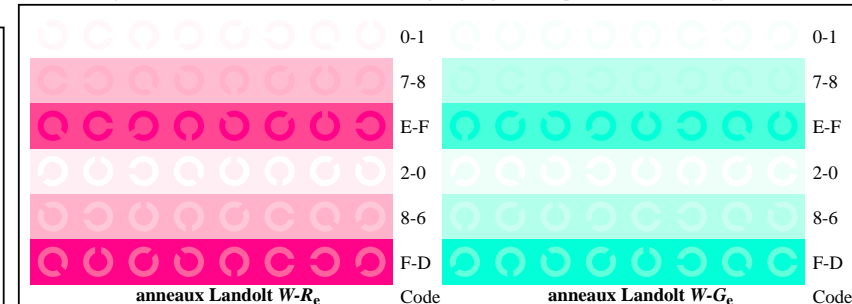 0-1 0-1
7-8 7-8
E-F E-F
2-0 2-0
8-6 8-6
F-D F-D
anneaux Landolt W-Re Code anneaux Landolt W-Ge Code